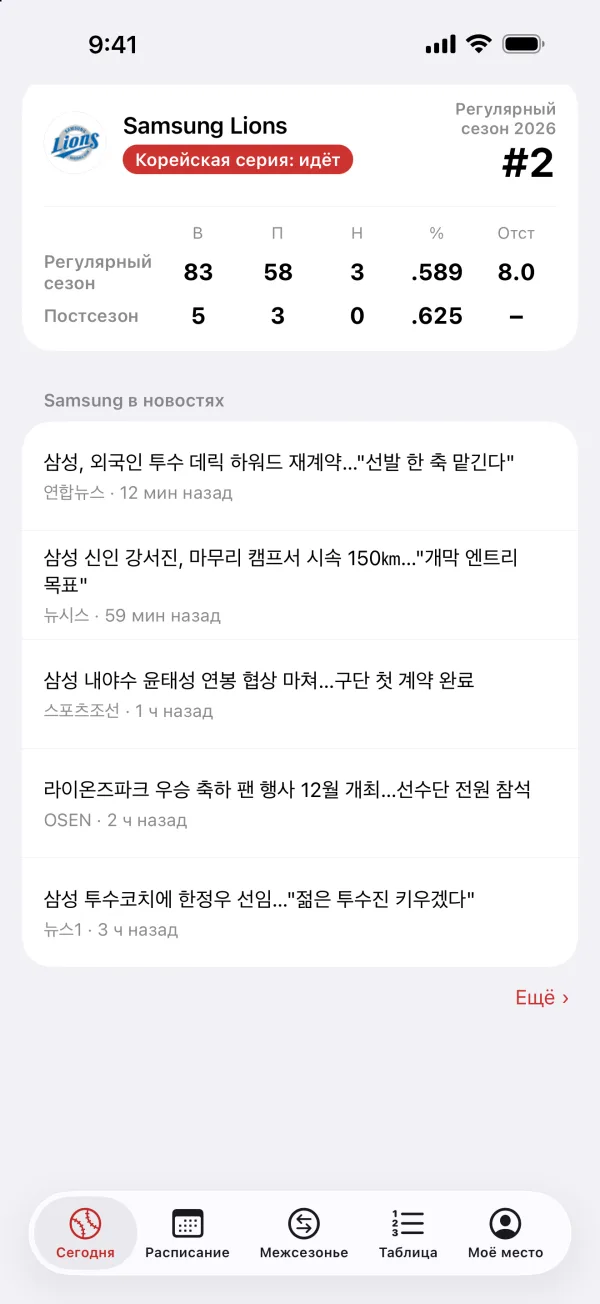 9:41
Lions
Samsung Lions
Корейская серия: идёт
Регулярный
сезон 2026
#2
В П Н % Отст
Регулярный
сезон
83 58 3 .589 8.0
Постсезон 5 3 0 .625 –
Samsung в новостях
삼성, 외국인 투수 데릭 하워드 재계약…"선발 한 축 맡긴다"
연합뉴스 · 12 мин назад
삼성 신인 강서진, 마무리 캠프서 시속 150㎞…"개막 엔트리
목표"
뉴시스 · 59 мин назад
삼성 내야수 윤태성 연봉 협상 마쳐…구단 첫 계약 완료
스포츠조선 · 1 ч назад
라이온즈파크 우승 축하 팬 행사 12월 개최…선수단 전원 참석
OSEN · 2 ч назад
삼성 투수코치에 한정우 선임…"젊은 투수진 키우겠다"
뉴스1 · 3 ч назад
Ещё ›
Сегодня
Расписание
Межсезонье
1
2
3
Таблица
Моё место